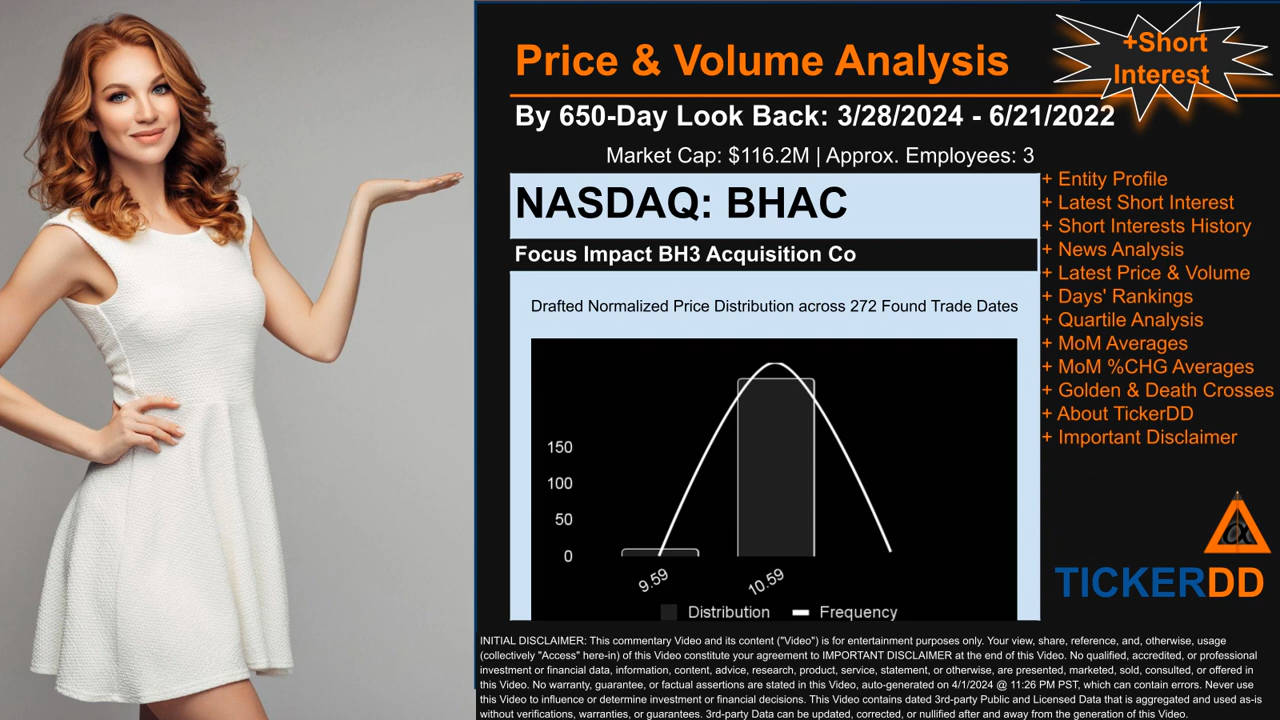 Price & Volume Analysis
+Short
Interest
By 650-Day Look Back: 3/28/2024 - 6/21/2022
Market Cap: $116.2M | Approx. Employees: 3
NASDAQ: BHAC
Focus Impact BH3 Acquisition Co
Drafted Normalized Price Distribution across 272 Found Trade Dates
150
100
50
0
9.59
10.59
Distribution
Frequency
+ Entity Profile
+ Latest Short Interest
+ Short Interests History
+ News Analysis
+ Latest Price & Volume
+ Days' Rankings
+ Quartile Analysis
+ MoM Averages
+ MoM %CHG Averages
+ Golden & Death Crosses
+ About TickerDD
+ Important Disclaimer
TICKERDD
INITIAL DISCLAIMER: This commentary Video and its content ("Video") is for entertainment purposes only. Your view, share, reference, and, otherwise, usage
(collectively "Access" here-in) of this Video constitute your agreement to IMPORTANT DISCLAIMER at the end of this Video. No qualified, accredited, or professional
investment or financial data, information, content, advice, research, product, service, statement, or otherwise, are presented, marketed, sold, consulted, or offered in
this Video. No warranty, guarantee, or factual assertions are stated in this Video, auto-generated on 4/1/2024 @ 11:26 PM PST, which can contain errors. Never use
this Video to influence or determine investment or financial decisions. This Video contains dated 3rd-party Public and Licensed Data that is aggregated and used as-is
without verifications, warranties, or guarantees. 3rd-party Data can be updated, corrected, or nullified after and away from the generation of this Video.